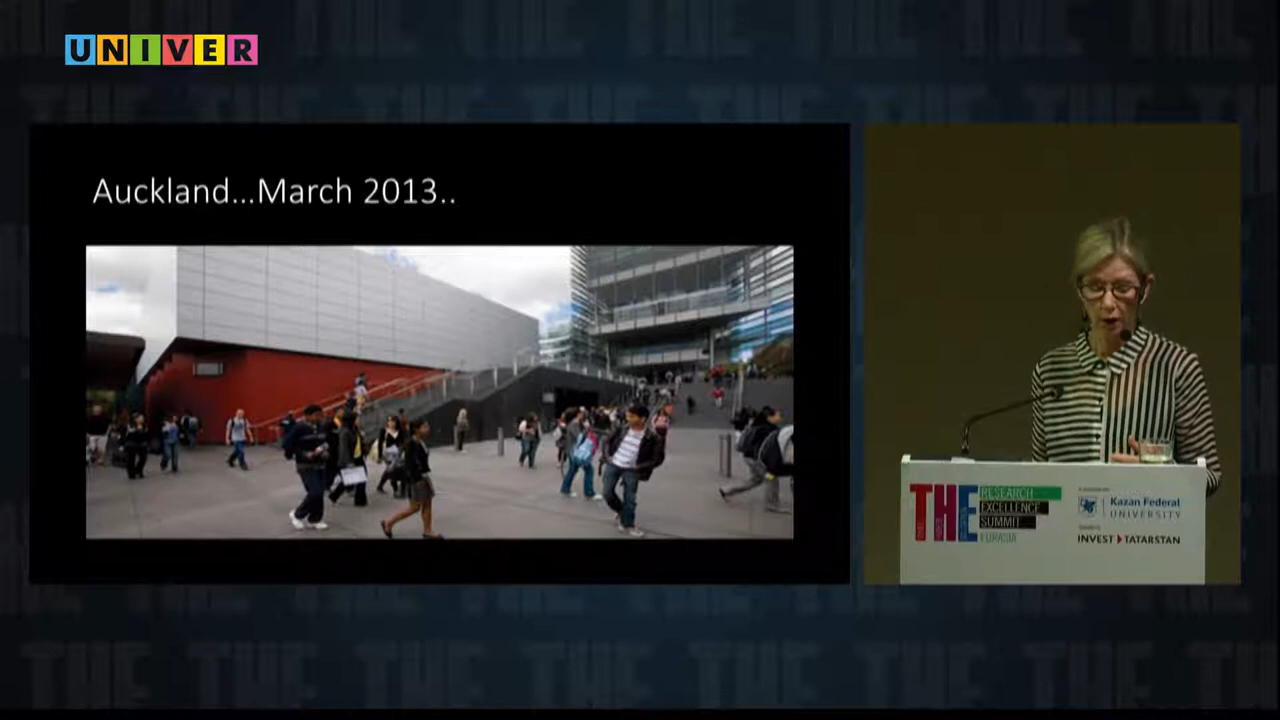 UNIVER
Auckland...March 2013..
THE
RESEARCH
EXCELLENCE
SUMMIT
EURASIA
Kazan Federal
UNIVERSITY
INVEST TATARSTAN